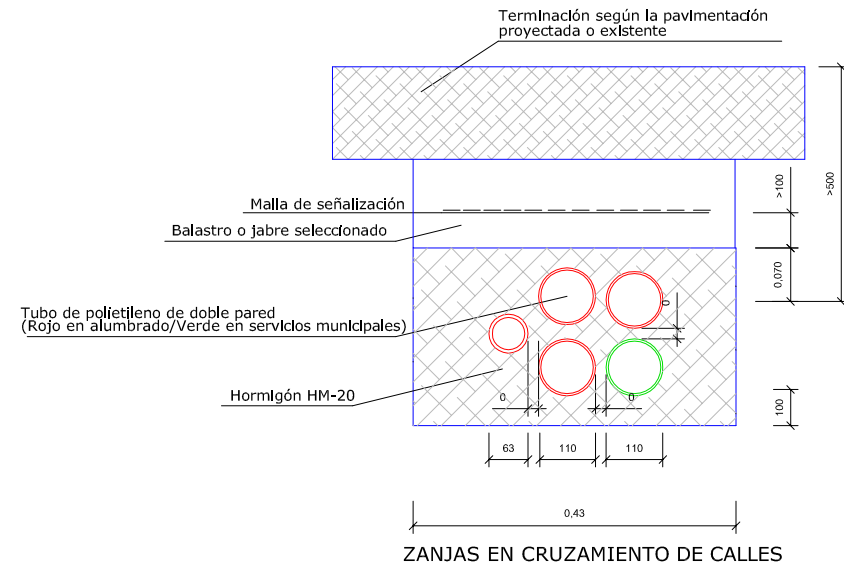 Terminación según la pavimentación
proyectada o existente
>500
>100
Malla de señalización
Balastro o jabre seleccionado
0,070
0
Tubo de polietileno de doble pared
(Rojo en alumbrado/Verde en servicios municipales)
Hormigón HM-20
0
0
100
63
110
110
0,43
ZANJAS EN CRUZAMIENTO DE CALLES